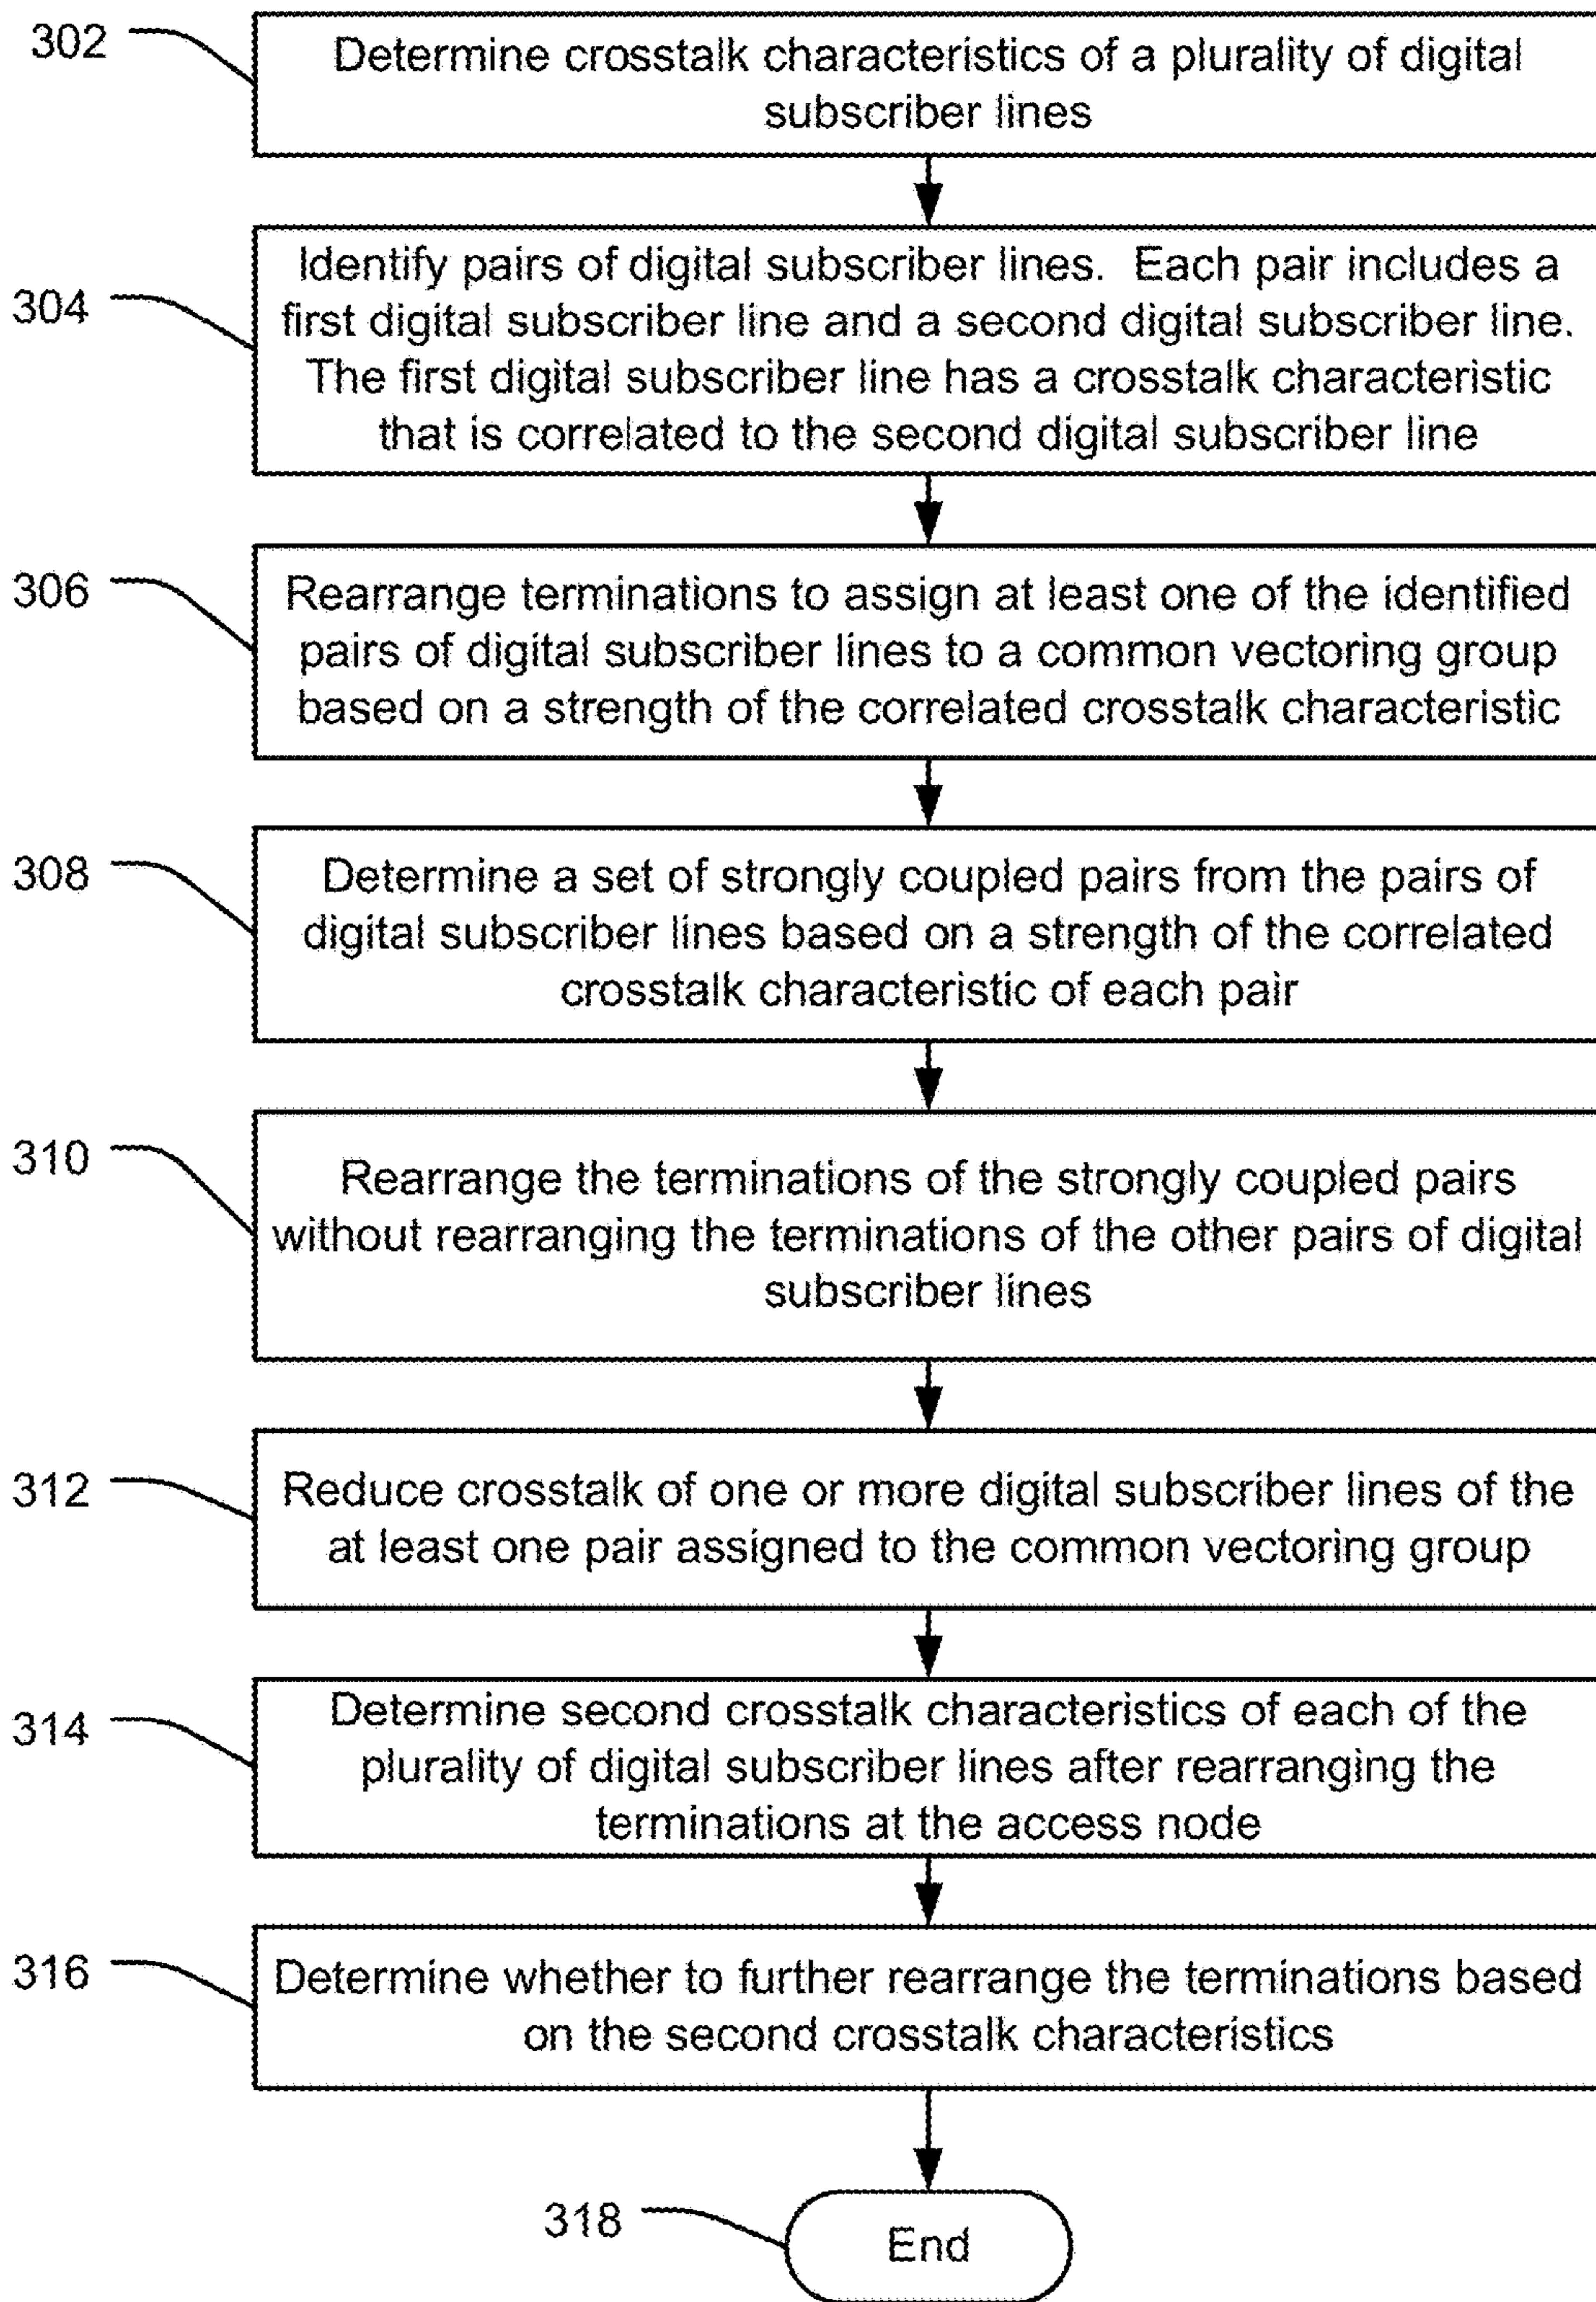 302
Determine crosstalk characteristics of a plurality of digital
subscriber lines
304
Identify pairs of digital subscriber lines. Each pair includes a
first digital subscriber line and a second digital subscriber line.
The first digital subscriber line has a crosstalk characteristic
that is correlated to the second digital subscriber line
306
Rearrange terminations to assign at least one of the identified
pairs of digital subscriber lines to a common vectoring group
based on a strength of the correlated crosstalk characteristic
308
Determine a set of strongly coupled pairs from the pairs of
digital subscriber lines based on a strength of the correlated
crosstalk characteristic of each pair
310
Rearrange the terminations of the strongly coupled pairs
without rearranging the terminations of the other pairs of digital
subscriber lines
312
Reduce crosstalk of one or more digital subscriber lines of the
at least one pair assigned to the common vectoring group
314
Determine second crosstalk characteristics of each of the
plurality of digital subscriber lines after rearranging the
terminations at the access node
316
Determine whether to further rearrange the terminations based
on the second crosstalk characteristics
318
End